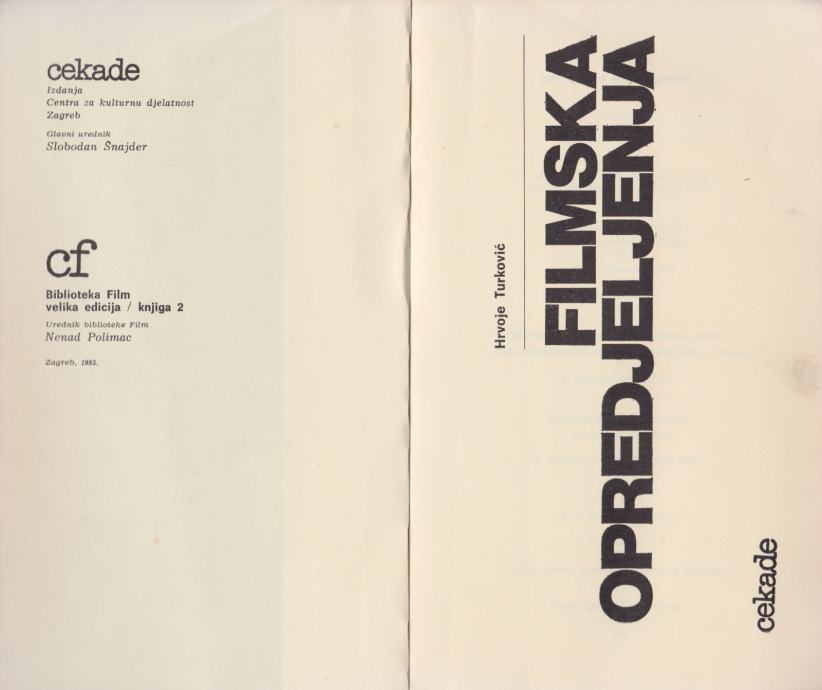 cekade
Izdanja
Centra za kulturnu djelatnost
Zagreb
Glavni urednik
Slobodan Šnajder
cf
Biblioteka Film
velika edicija / knjiga 2
Urednik biblioteke Film
Nenad Polimac
Zagreb, 1985.
Hrvoje Turković
FILMSKA
OPREDJELJENJA
cekade